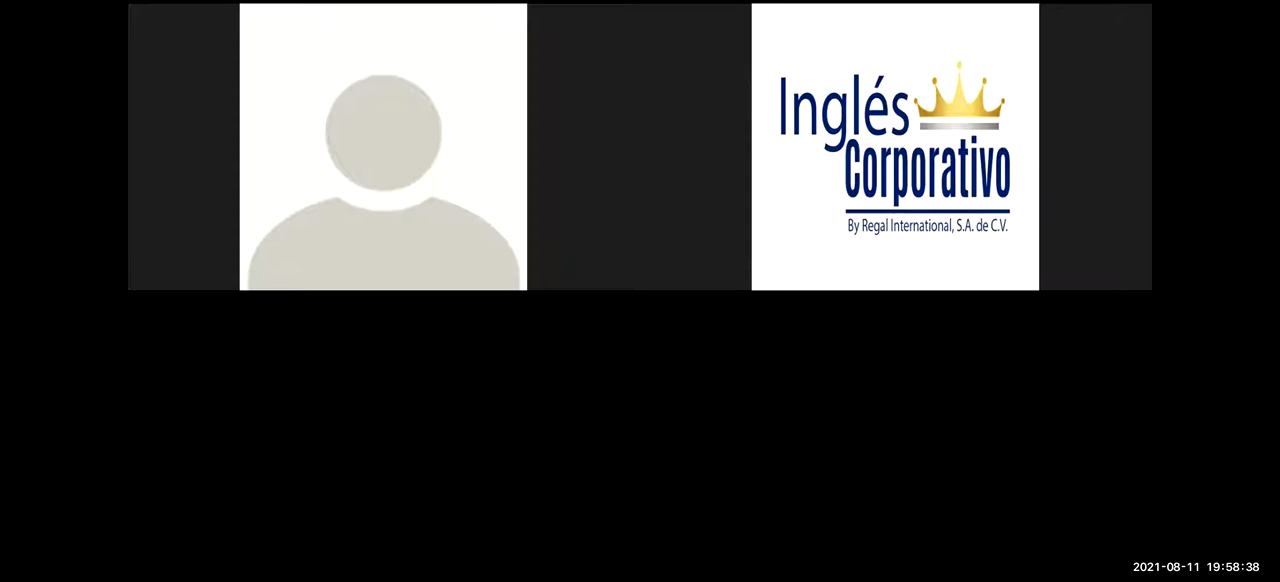 Inglés
Corporativo
By Regal International, S.A. de C.V.
2021-08-11 19:58:38